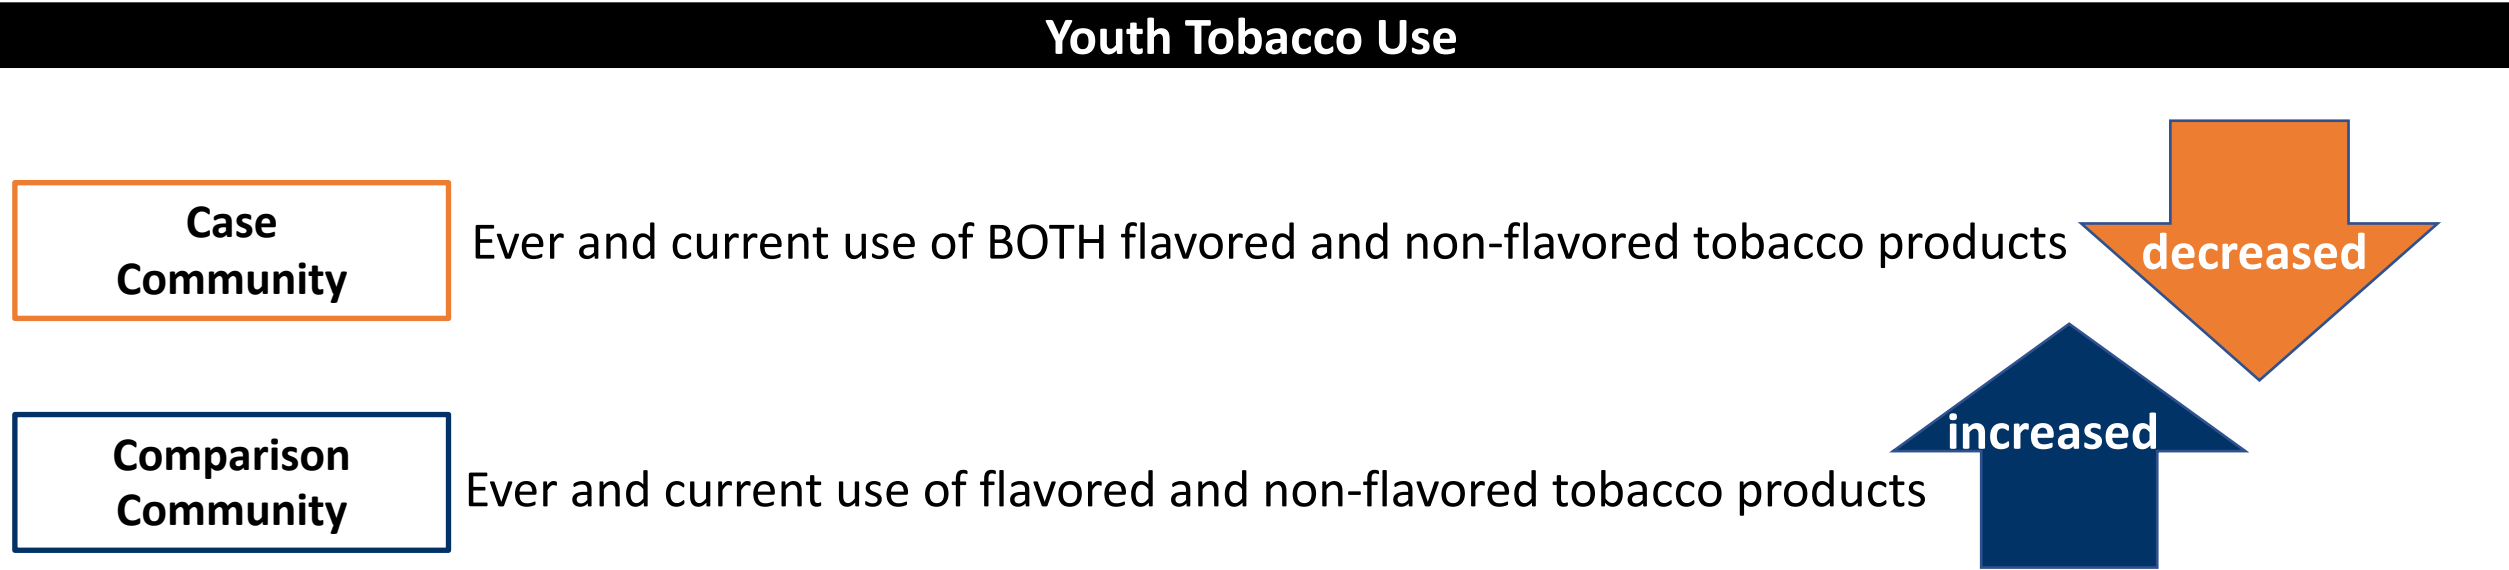 Youth Tobacco Use
Case
Community
Ever and current use of BOTH flavored and non-flavored tobacco products
decreased
Comparison
Community
Ever and current use of flavored and non-flavored tobacco products
increased